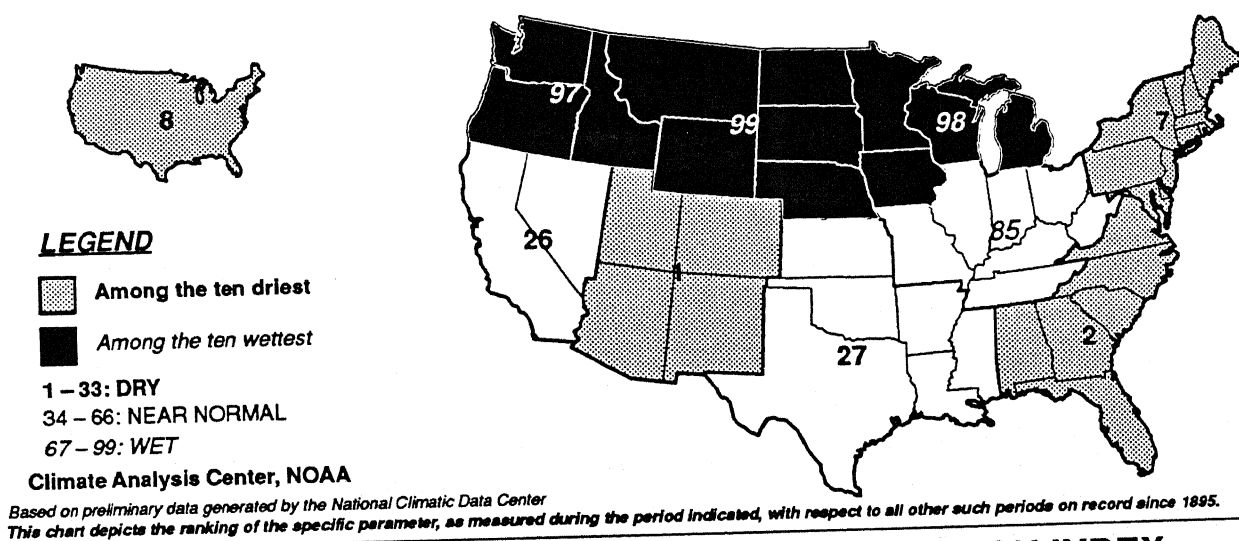 8
97
99
98
7
26
1
85
27
2
LEGEND
Among the ten driest
Among the ten wettest
1 – 33: DRY
34 – 66: NEAR NORMAL
67 – 99: WET
Climate Analysis Center, NOAA
Based on preliminary data generated by the National Climatic Data Center
This chart depicts the ranking of the specific parameter, as measured during the period indicated, with respect to all other such periods on record since 1895.